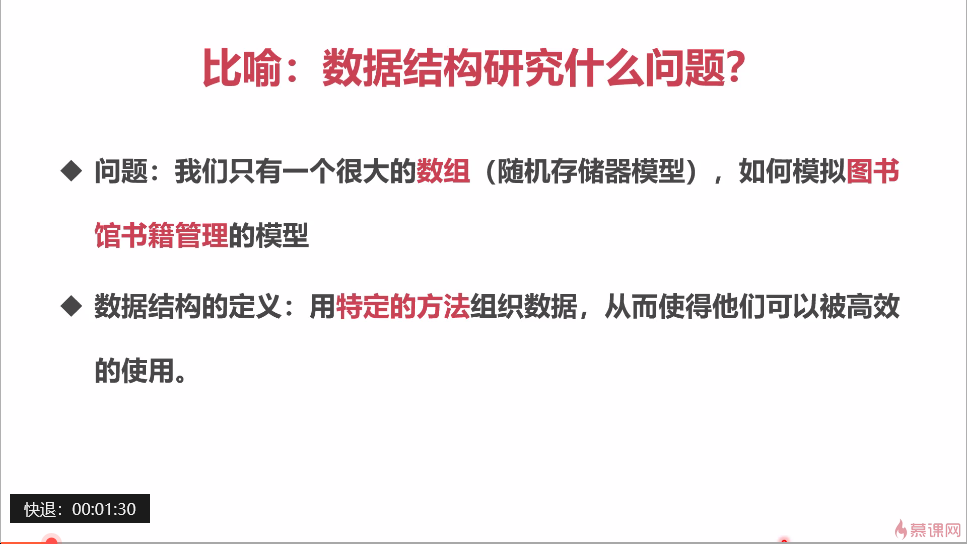 比喻：数据结构研究什么问题？
◆ 问题：我们只有一个很大的数组（随机存储器模型），如何模拟图书
馆书籍管理的模型
◆ 数据结构的定义：用特定的方法组织数据，从而使得他们可以被高效
的使用。
快退：00:01:30
慕课网